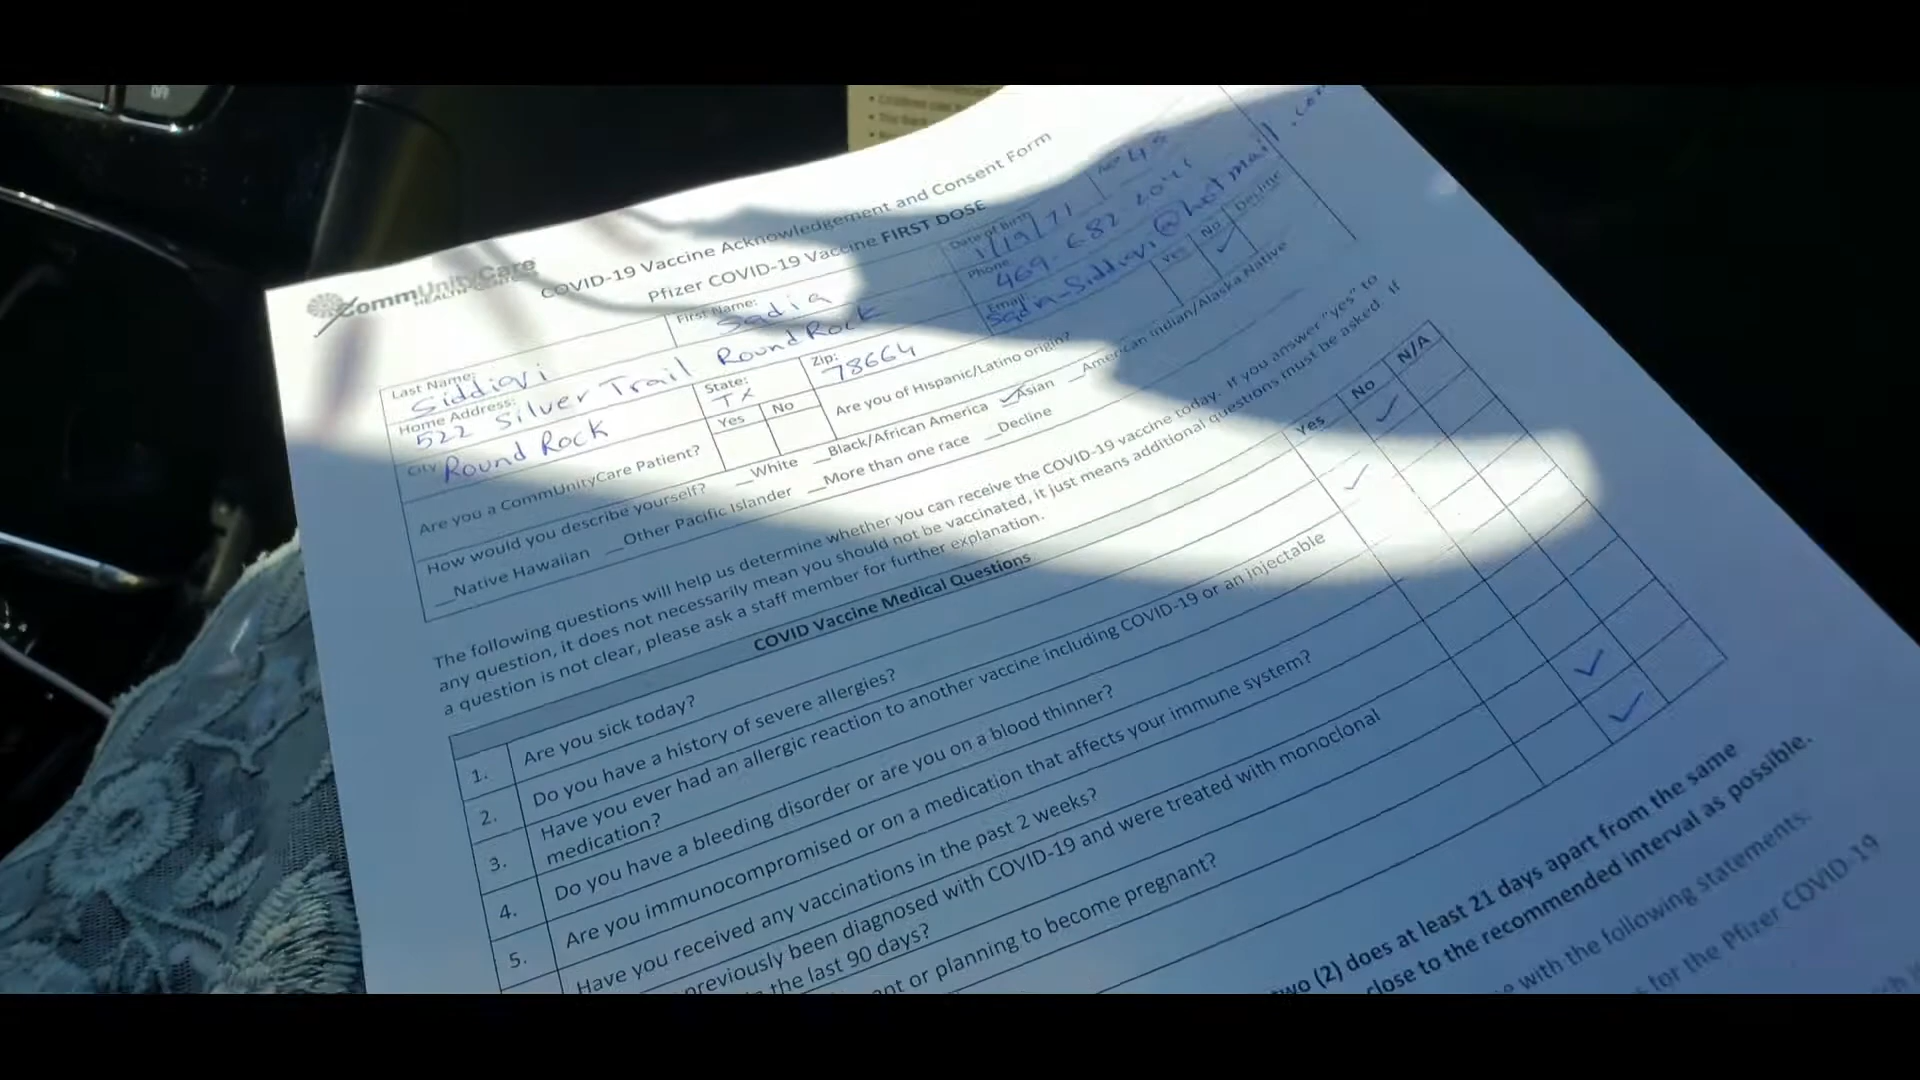 OFF
CommUnityCare
HEALTH CENTERS
COVID-19 Vaccine Acknowledgement and Consent Form
Pfizer COVID-19 Vaccine FIRST DOSE
Last Name: First Name: Date of Birth
Siddiqvi Sadia 1/19/71
Home Address: Phone:
522 Silver Trail Round Rock 469-682
City State: Zip: Email:
Round Rock TX 78664
Are you a CommUnityCare Patient? Yes No Are you of Hispanic/Latino origin? Yes No Decline
How would you describe yourself? __White __Black/African America __Asian __American Indian/Alaska Native
__Native Hawaiian __Other Pacific Islander __More than one race __Decline
The following questions will help us determine whether you can receive the COVID-19 vaccine today. If you answer "yes" to
any question, it does not necessarily mean you should not be vaccinated, it just means additional questions must be asked. If
a question is not clear, please ask a staff member for further explanation.
COVID Vaccine Medical Questions Yes No N/A
1. Are you sick today?
2. Do you have a history of severe allergies?
3. Have you ever had an allergic reaction to another vaccine including COVID-19 or an injectable
medication?
4. Do you have a bleeding disorder or are you on a blood thinner?
5. Are you immunocompromised or on a medication that affects your immune system?
Have you received any vaccinations in the past 2 weeks?
previously been diagnosed with COVID-19 and were treated with monoclonal
the last 90 days?
or planning to become pregnant?
(2) does at least 21 days apart from the same
close to the recommended interval as possible.
with the following statements:
for the Pfizer COVID-19